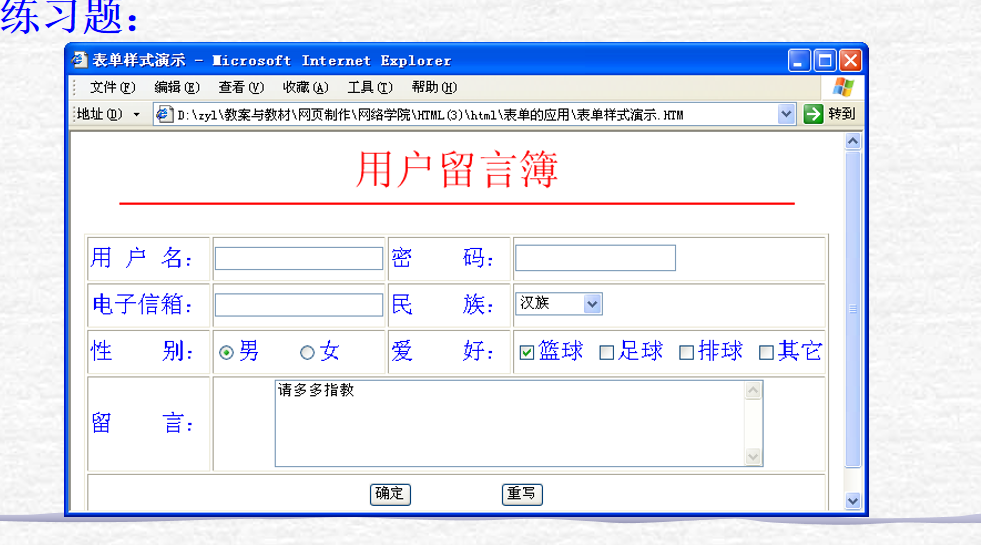 练习题：
表单样式演示 - Microsoft Internet Explorer
文件(F) 编辑(E) 查看(V) 收藏(A) 工具(T) 帮助(H)
地址(D) D:\zyl\教案与教材\网页制作\网络学院\HTML(3)\html\表单的应用\表单样式演示.HTM 转到
用户留言簿
用 户 名： 密 码：
电子信箱： 民 族： 汉族
性 别： 男 女 爱 好： 篮球 足球 排球 其它
请多多指教
留 言：
确定 重写